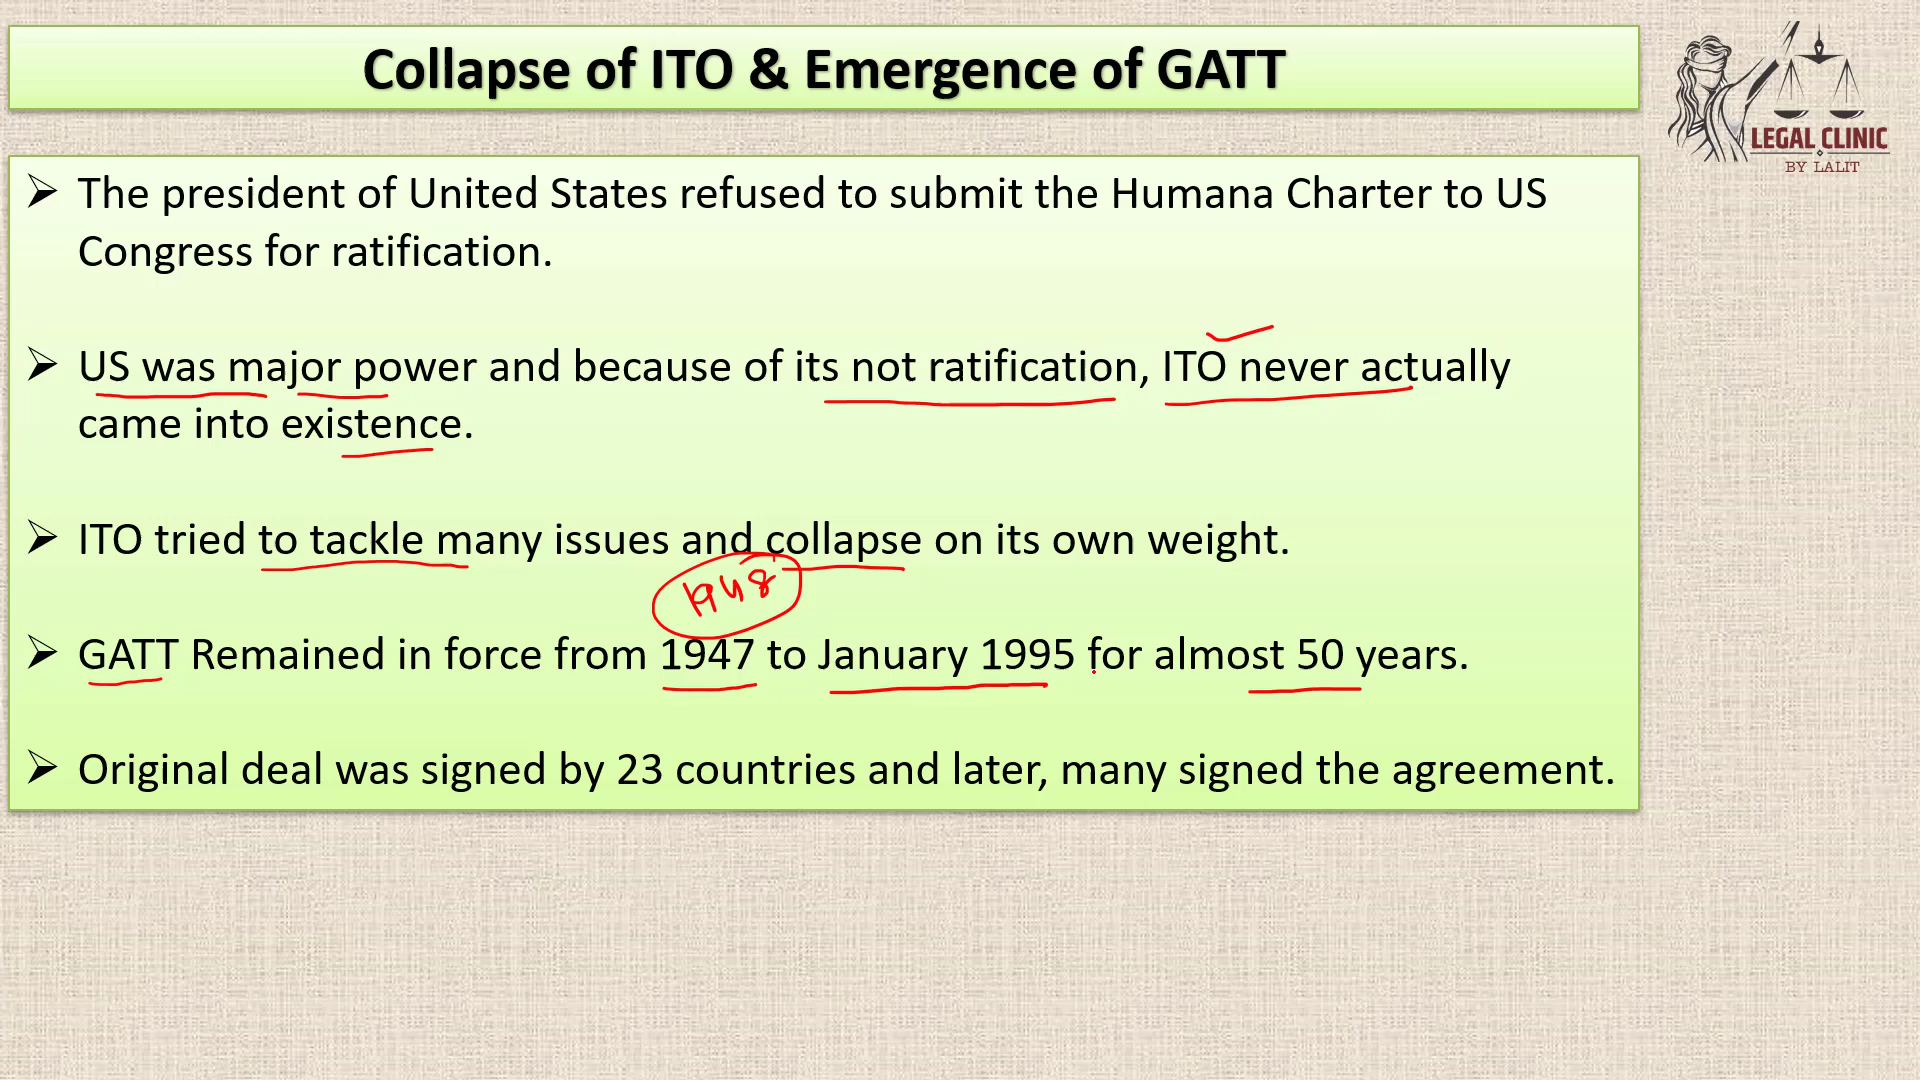 Collapse of ITO & Emergence of GATT
LEGAL CLINIC
BY LALIT
➢ The president of United States refused to submit the Humana Charter to US
Congress for ratification.
➢ US was major power and because of its not ratification, ITO never actually
came into existence.
➢ ITO tried to tackle many issues and collapse on its own weight.
1948
➢ GATT Remained in force from 1947 to January 1995 for almost 50 years.
➢ Original deal was signed by 23 countries and later, many signed the agreement.